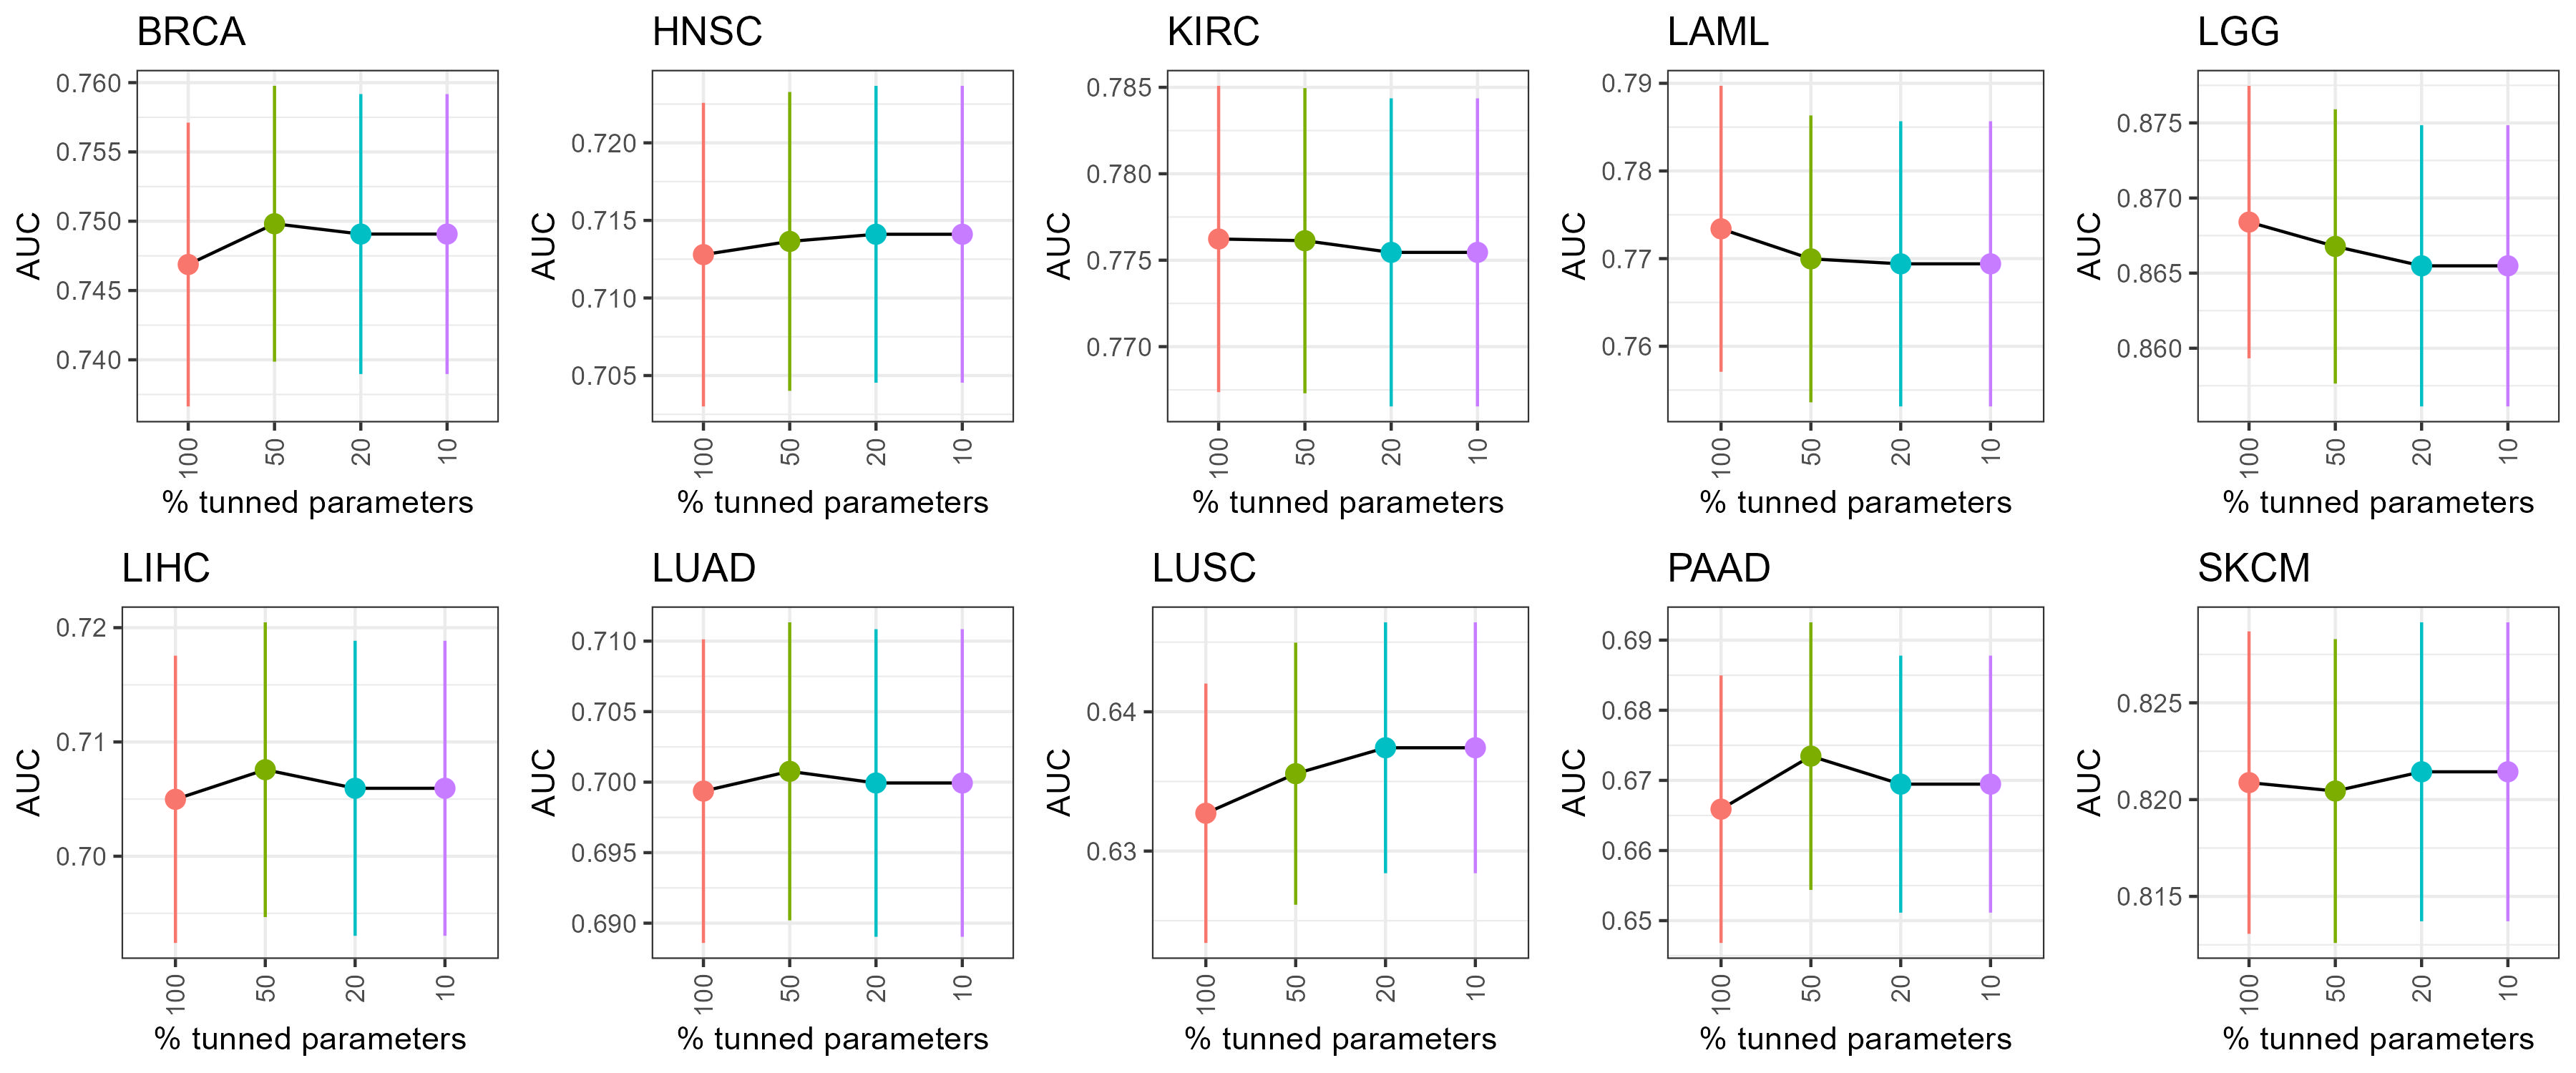 BRCA
0.760
0.755
0.750
0.745
0.740
AUC
100
50
20
10
% tunned parameters
HNSC
0.720
0.715
0.710
0.705
AUC
100
50
20
10
% tunned parameters
KIRC
0.785
0.780
0.775
0.770
AUC
100
50
20
10
% tunned parameters
LAML
0.79
0.78
0.77
0.76
AUC
100
50
20
10
% tunned parameters
LGG
0.875
0.870
0.865
0.860
AUC
100
50
20
10
% tunned parameters
LIHC
0.72
0.71
0.70
AUC
100
50
20
10
% tunned parameters
LUAD
0.710
0.705
0.700
0.695
0.690
AUC
100
50
20
10
% tunned parameters
LUSC
0.64
0.63
AUC
100
50
20
10
% tunned parameters
PAAD
0.69
0.68
0.67
0.66
0.65
AUC
100
50
20
10
% tunned parameters
SKCM
0.825
0.820
0.815
AUC
100
50
20
10
% tunned parameters